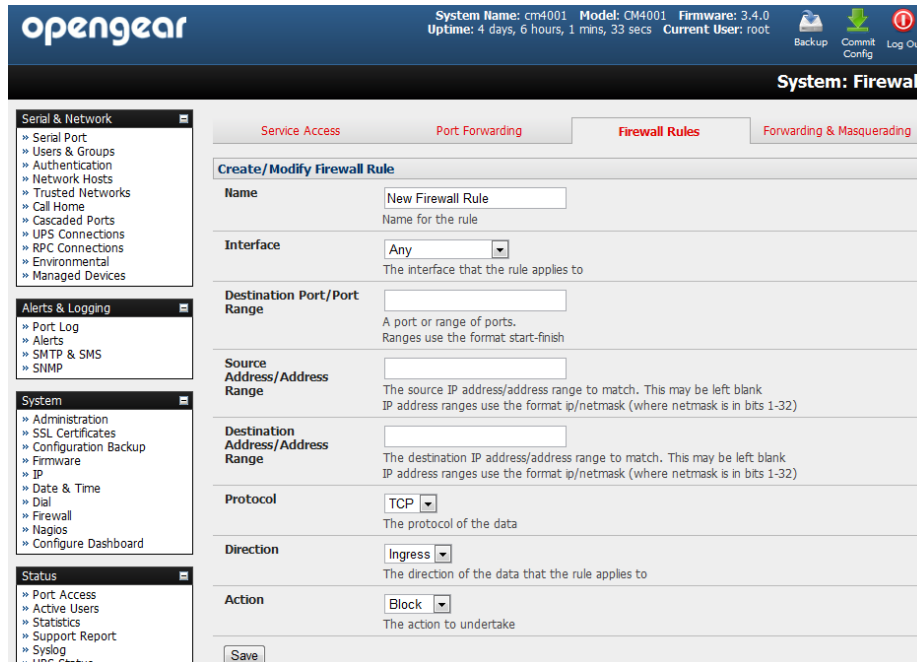 opengear
System Name: cm4001 Model: CM4001 Firmware: 3.4.0
Uptime: 4 days, 6 hours, 1 mins, 33 secs Current User: root
Backup
Commit Config
Log Ou
System: Firewal
Serial & Network
» Serial Port
» Users & Groups
» Authentication
» Network Hosts
» Trusted Networks
» Call Home
» Cascaded Ports
» UPS Connections
» RPC Connections
» Environmental
» Managed Devices
Alerts & Logging
» Port Log
» Alerts
» SMTP & SMS
» SNMP
System
» Administration
» SSL Certificates
» Configuration Backup
» Firmware
» IP
» Date & Time
» Dial
» Firewall
» Nagios
» Configure Dashboard
Status
» Port Access
» Active Users
» Statistics
» Support Report
» Syslog
» UPS Status
Service Access
Port Forwarding
Firewall Rules
Forwarding & Masquerading
Create/Modify Firewall Rule
Name
New Firewall Rule
Name for the rule
Interface
Any
The interface that the rule applies to
Destination Port/Port
Range
A port or range of ports.
Ranges use the format start-finish
Source
Address/Address
Range
The source IP address/address range to match. This may be left blank
IP address ranges use the format ip/netmask (where netmask is in bits 1-32)
Destination
Address/Address
Range
The destination IP address/address range to match. This may be left blank
IP address ranges use the format ip/netmask (where netmask is in bits 1-32)
Protocol
TCP
The protocol of the data
Direction
Ingress
The direction of the data that the rule applies to
Action
Block
The action to undertake
Save